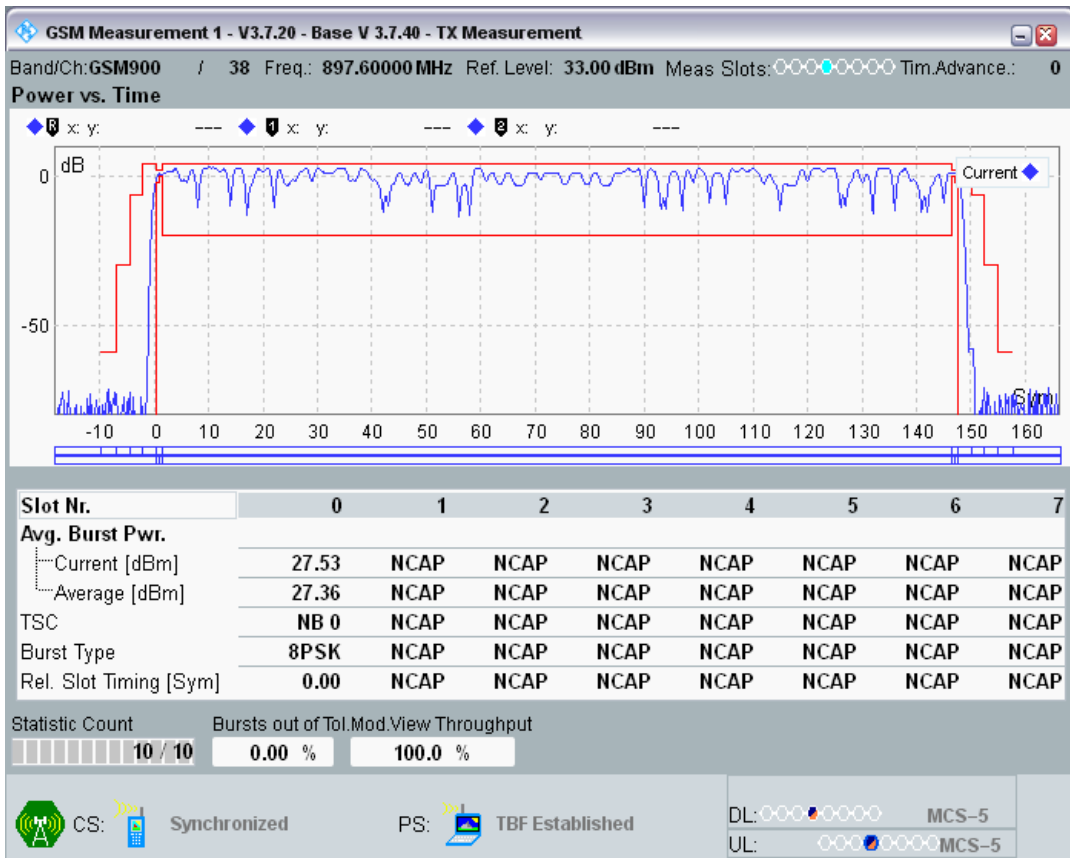 GSM Measurement 1 - V3.7.20 - Base V 3.7.40 - TX Measurement
Band/Ch:GSM900 / 38 Freq.: 897.60000 MHz Ref. Level: 33.00 dBm Meas Slots: Tim.Advance.: 0
Power vs. Time
R x: y: --- 1 x: y: --- 2 x: y: ---
dB
Current
0
-50
Sym
-10 0 10 20 30 40 50 60 70 80 90 100 110 120 130 140 150 160
Slot Nr. 0 1 2 3 4 5 6 7
Avg. Burst Pwr.
Current [dBm] 27.53 NCAP NCAP NCAP NCAP NCAP NCAP NCAP
Average [dBm] 27.36 NCAP NCAP NCAP NCAP NCAP NCAP NCAP
TSC NB 0 NCAP NCAP NCAP NCAP NCAP NCAP NCAP
Burst Type 8PSK NCAP NCAP NCAP NCAP NCAP NCAP NCAP
Rel. Slot Timing [Sym] 0.00 NCAP NCAP NCAP NCAP NCAP NCAP NCAP
Statistic Count Bursts out of Tol.Mod.View Throughput
10 / 10 0.00 % 100.0 %
CS: Synchronized PS: TBF Established
DL: MCS-5
UL: MCS-5